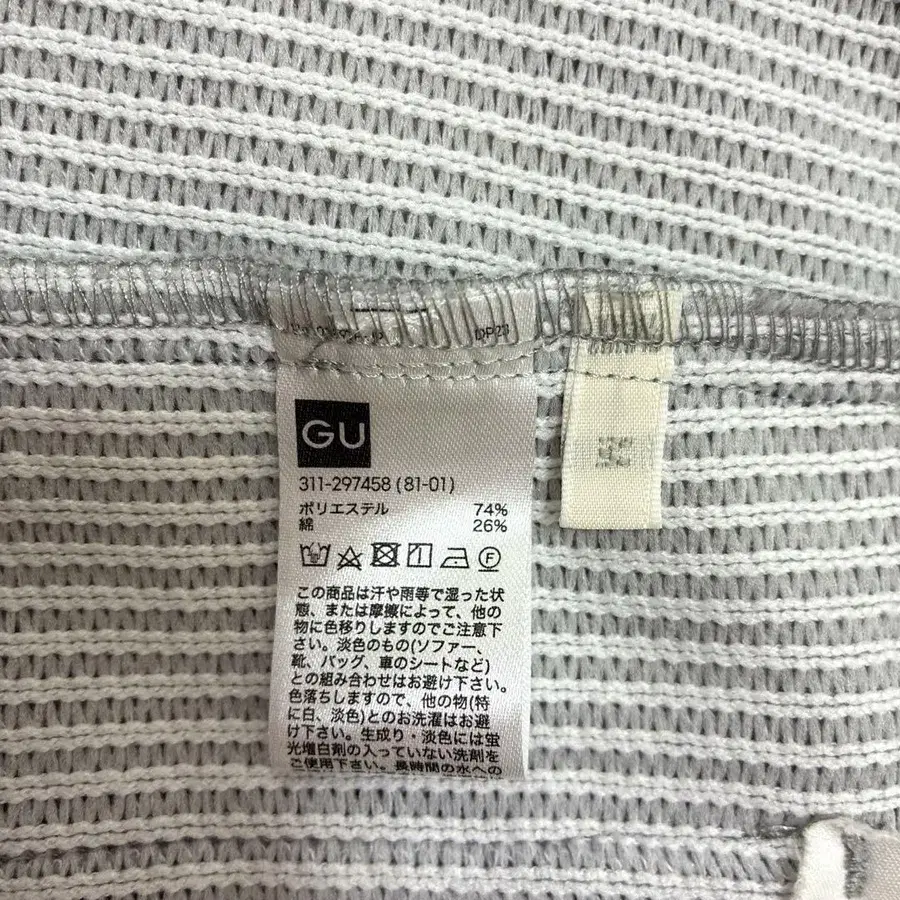 GU
311-297458 (81-01)
ポリエステル 74%
綿 26%
この商品は汗や雨等で湿った状
態、または摩擦によって、他の
物に色移りしますのでご注意下
さい。淡色のもの(ソファー、
靴、バッグ、車のシートなど)
との組み合わせはお避け下さい。
色落ちしますので、他の物(特
に白、淡色)とのお洗濯はお避
け下さい。生成り・淡色には蛍
光増白剤の入っていない洗剤を
ご使用下さい。長時間の水への